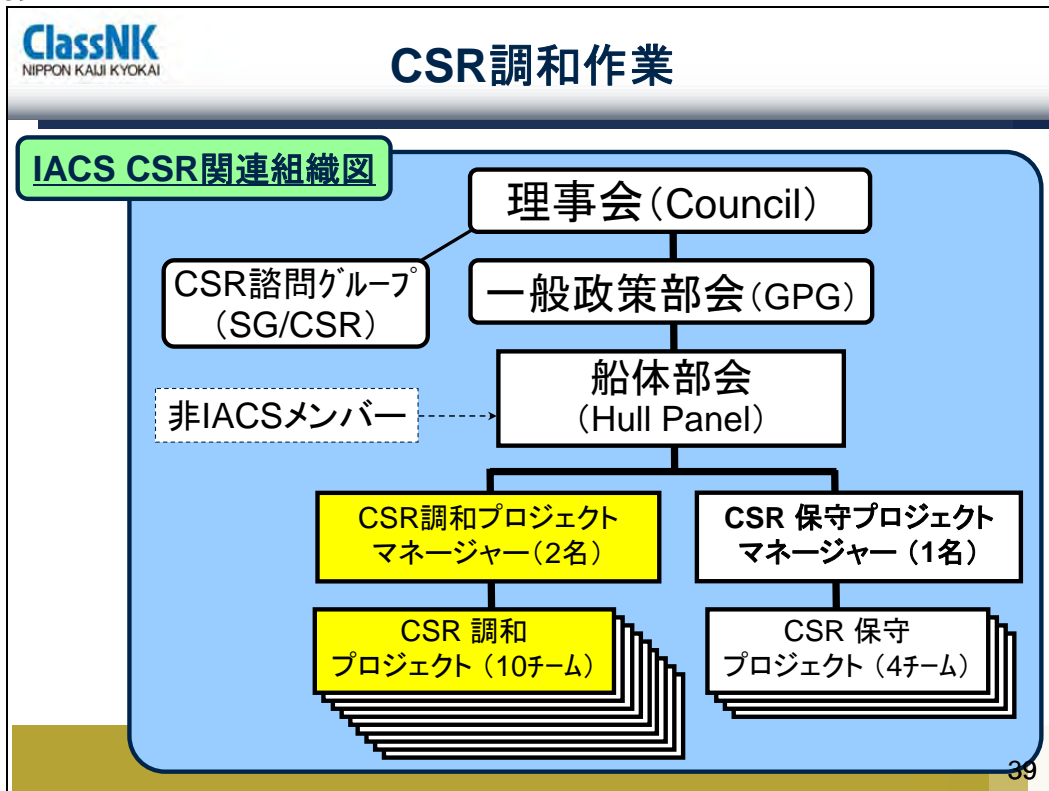 ClassNK
NIPPON KAIJI KYOKAI
CSR調和作業
IACS CSR関連組織図
理事会（Council）
CSR諮問ｸﾞﾙｰﾌﾟ
（SG/CSR）
一般政策部会（GPG）
船体部会
（Hull Panel）
非IACSメンバー
CSR調和プロジェクト
マネージャー（2名）
CSR 保守プロジェクト
マネージャー （1名）
CSR 調和
プロジェクト （10ﾁｰﾑ）
CSR 保守
プロジェクト （4ﾁｰﾑ）
39